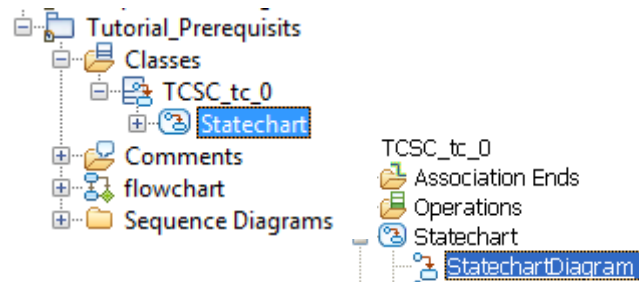 Tutorial_Prerequisits
Classes
TCSC_tc_0
Statechart
Comments
flowchart
Sequence Diagrams
TCSC_tc_0
Association Ends
Operations
Statechart
StatechartDiagram